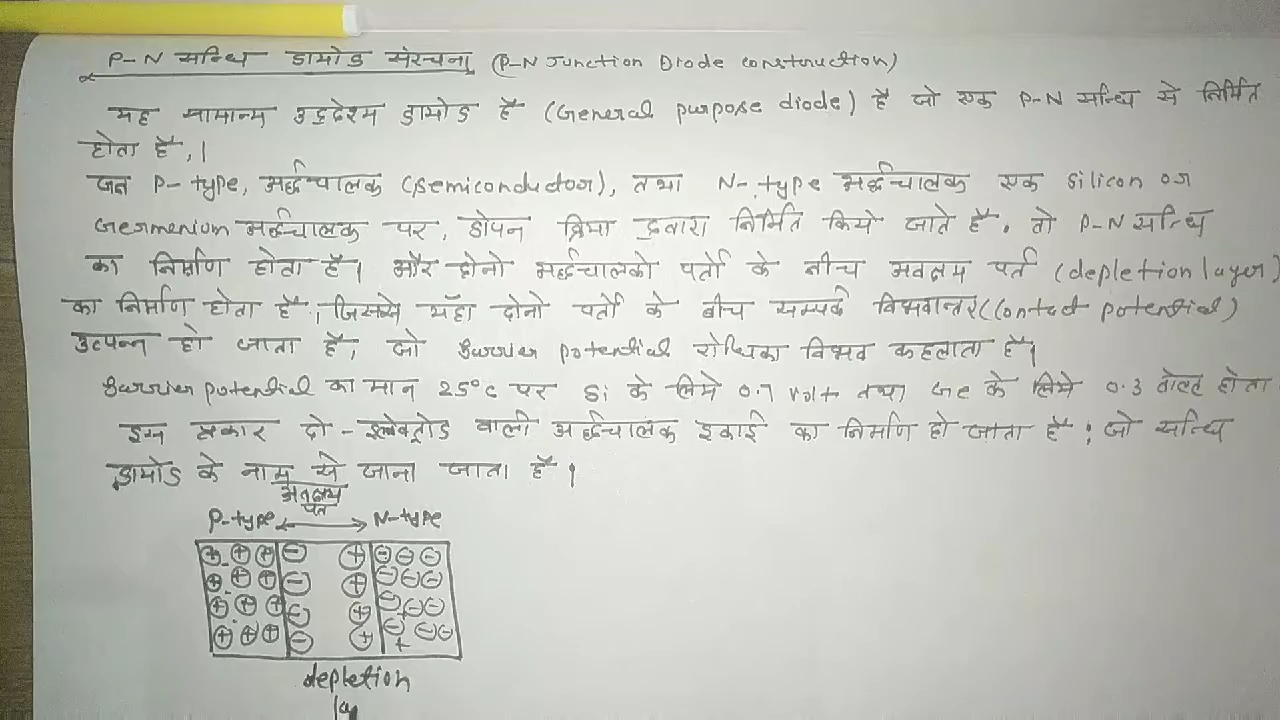 P-N सन्धि डायोड संरचना (P-N Junction Diode construction)
यह सामान्य उद्देश्य डायोड है (General purpose diode) है जो एक P-N सन्धि से निर्मित
होता है,।
जब P-type, अर्द्धचालक (semiconductor), तथा N-type अर्द्धचालक एक Silicon or
Germenium अर्द्धचालक पर, डोपन क्रिया द्वारा निर्मित किये जाते है, तो P-N सन्धि
का निर्माण होता है। और दोनो अर्द्धचालको पर्तो के बीच अवक्षय पर्त (depletion layer)
का निर्माण होता है, जिससे यहाँ दोनो पर्तो के बीच सम्पर्क विभवान्तर (Contact potential)
उत्पन्न हो जाता है, जो Barrier potential रोधिका विभव कहलाता है।
Barrier potential का मान 25°C पर Si के लिये 0.7 volt तथा Ge के लिये 0.3 वोल्ट होता
इस प्रकार दो-इलेक्ट्रोड वाली अर्द्धचालक इकाई का निर्माण हो जाता है; जो सन्धि
डायोड के नाम से जाना जाता है।
अवक्षय
पर्त
P-type N-type
depletion